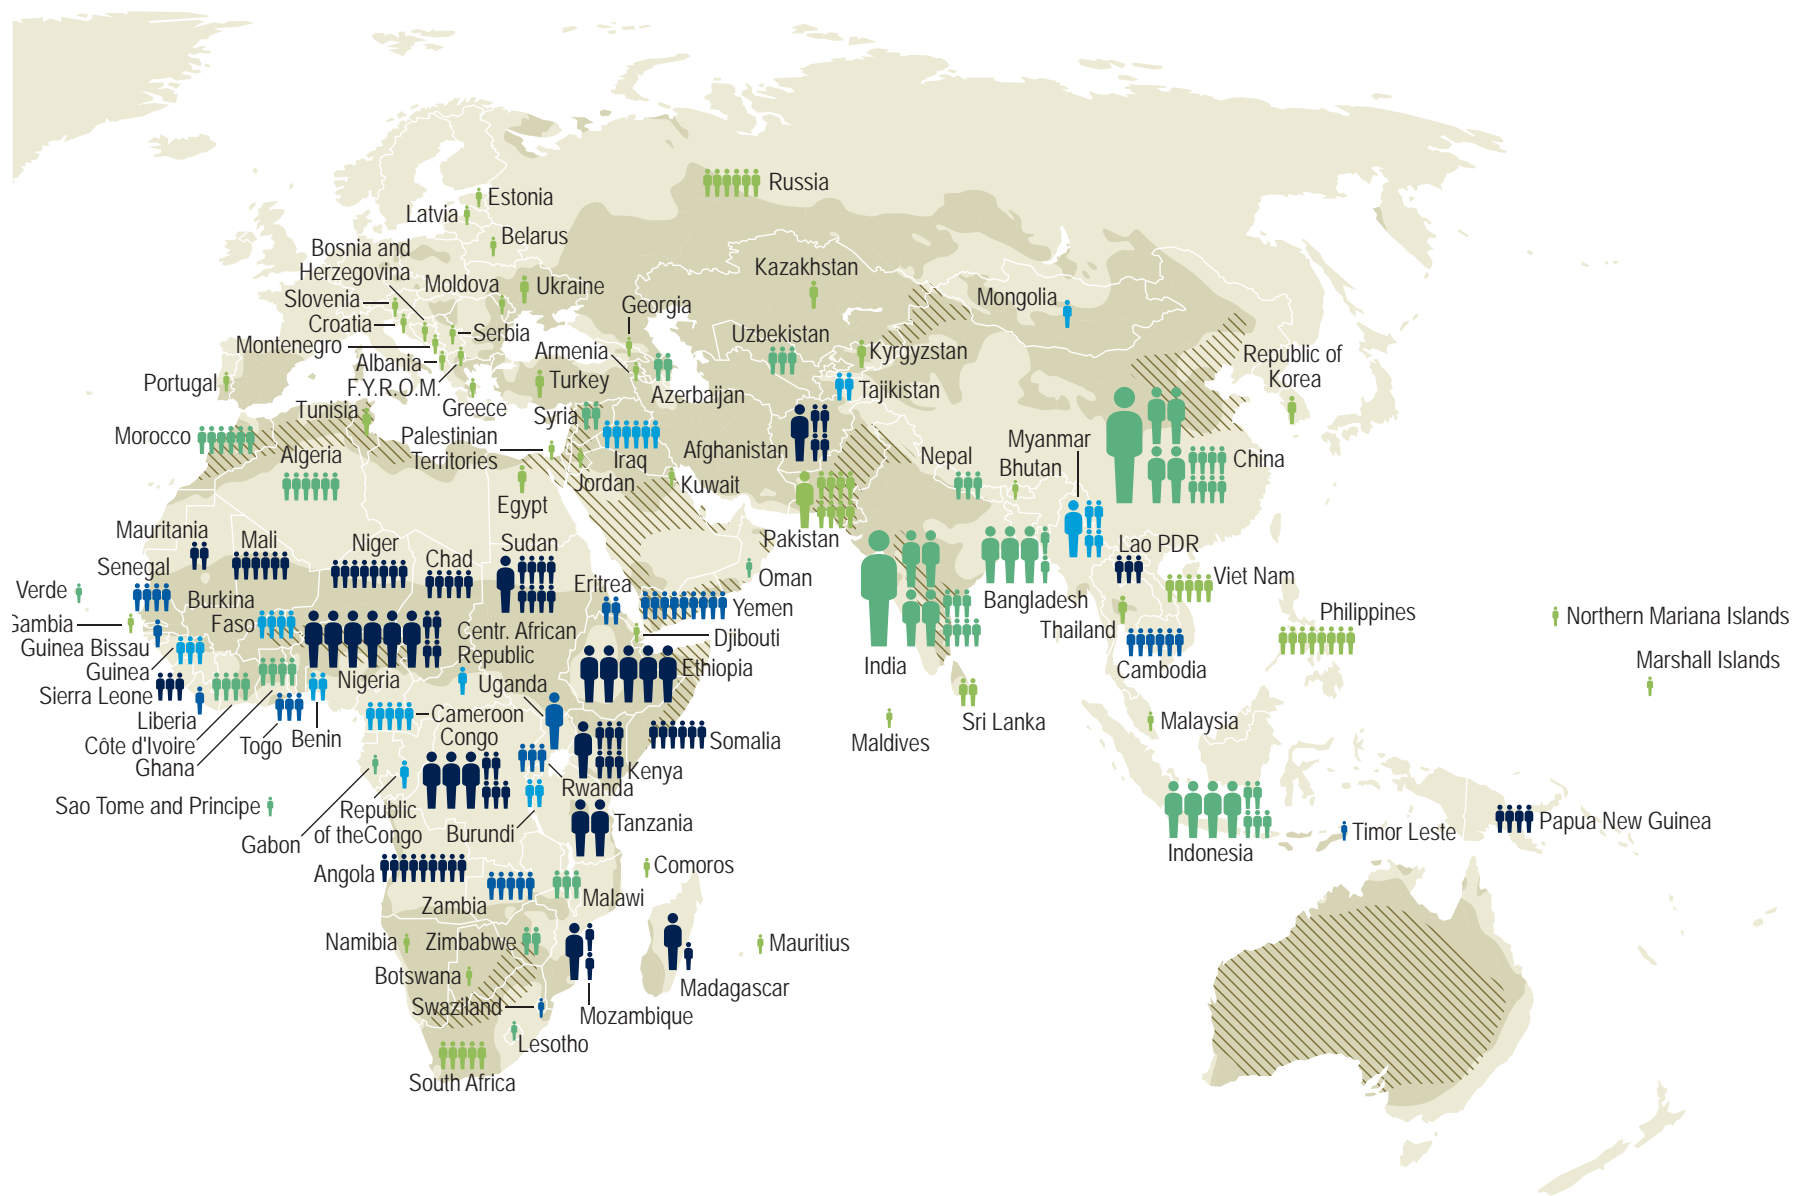 Russia
Estonia
Latvia
Belarus
Bosnia and
Herzegovina
Moldova
Ukraine
Slovenia
Croatia
Serbia
Montenegro
Albania
F.Y.R.O.M.
Greece
Portugal
Georgia
Armenia
Azerbaijan
Turkey
Syria
Kazakhstan
Uzbekistan
Kyrgyzstan
Tajikistan
Mongolia
Republic of
Korea
Tunisia
Morocco
Algeria
Palestinian
Territories
Iraq
Jordan
Kuwait
Egypt
Afghanistan
Pakistan
Nepal
Myanmar
Bhutan
China
Mauritania
Mali
Niger
Chad
Sudan
Eritrea
Yemen
Oman
Djibouti
Senegal
Verde
Gambia
Burkina
Faso
Guinea Bissau
Guinea
Sierra Leone
Liberia
Côte d'Ivoire
Ghana
Togo
Benin
Nigeria
Centr. African
Republic
Uganda
Ethiopia
Cameroon
Congo
Somalia
Kenya
Rwanda
Burundi
Tanzania
Sao Tome and Principe
Gabon
Republic
of theCongo
Angola
Zambia
Malawi
Comoros
Namibia
Zimbabwe
Botswana
Swaziland
Mozambique
Madagascar
Mauritius
Lesotho
South Africa
India
Bangladesh
Lao PDR
Viet Nam
Thailand
Cambodia
Philippines
Sri Lanka
Maldives
Malaysia
Indonesia
Timor Leste
Papua New Guinea
Northern Mariana Islands
Marshall Islands